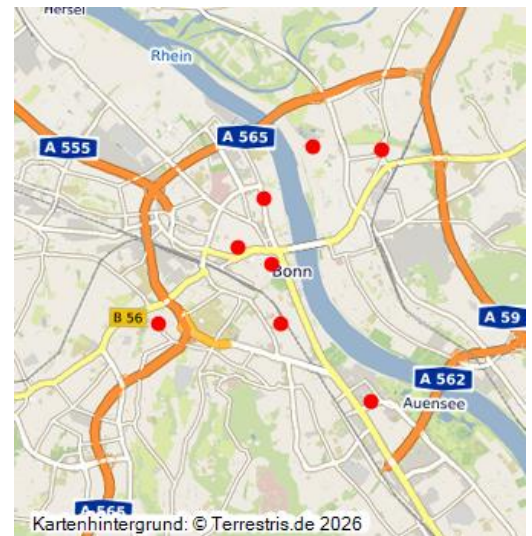 Hersel
Rhein
A 555
A 565
Bonn
B 56
A 59
A 562
Auensee
A 565
Kartenhintergrund: © Terrestris.de 2026